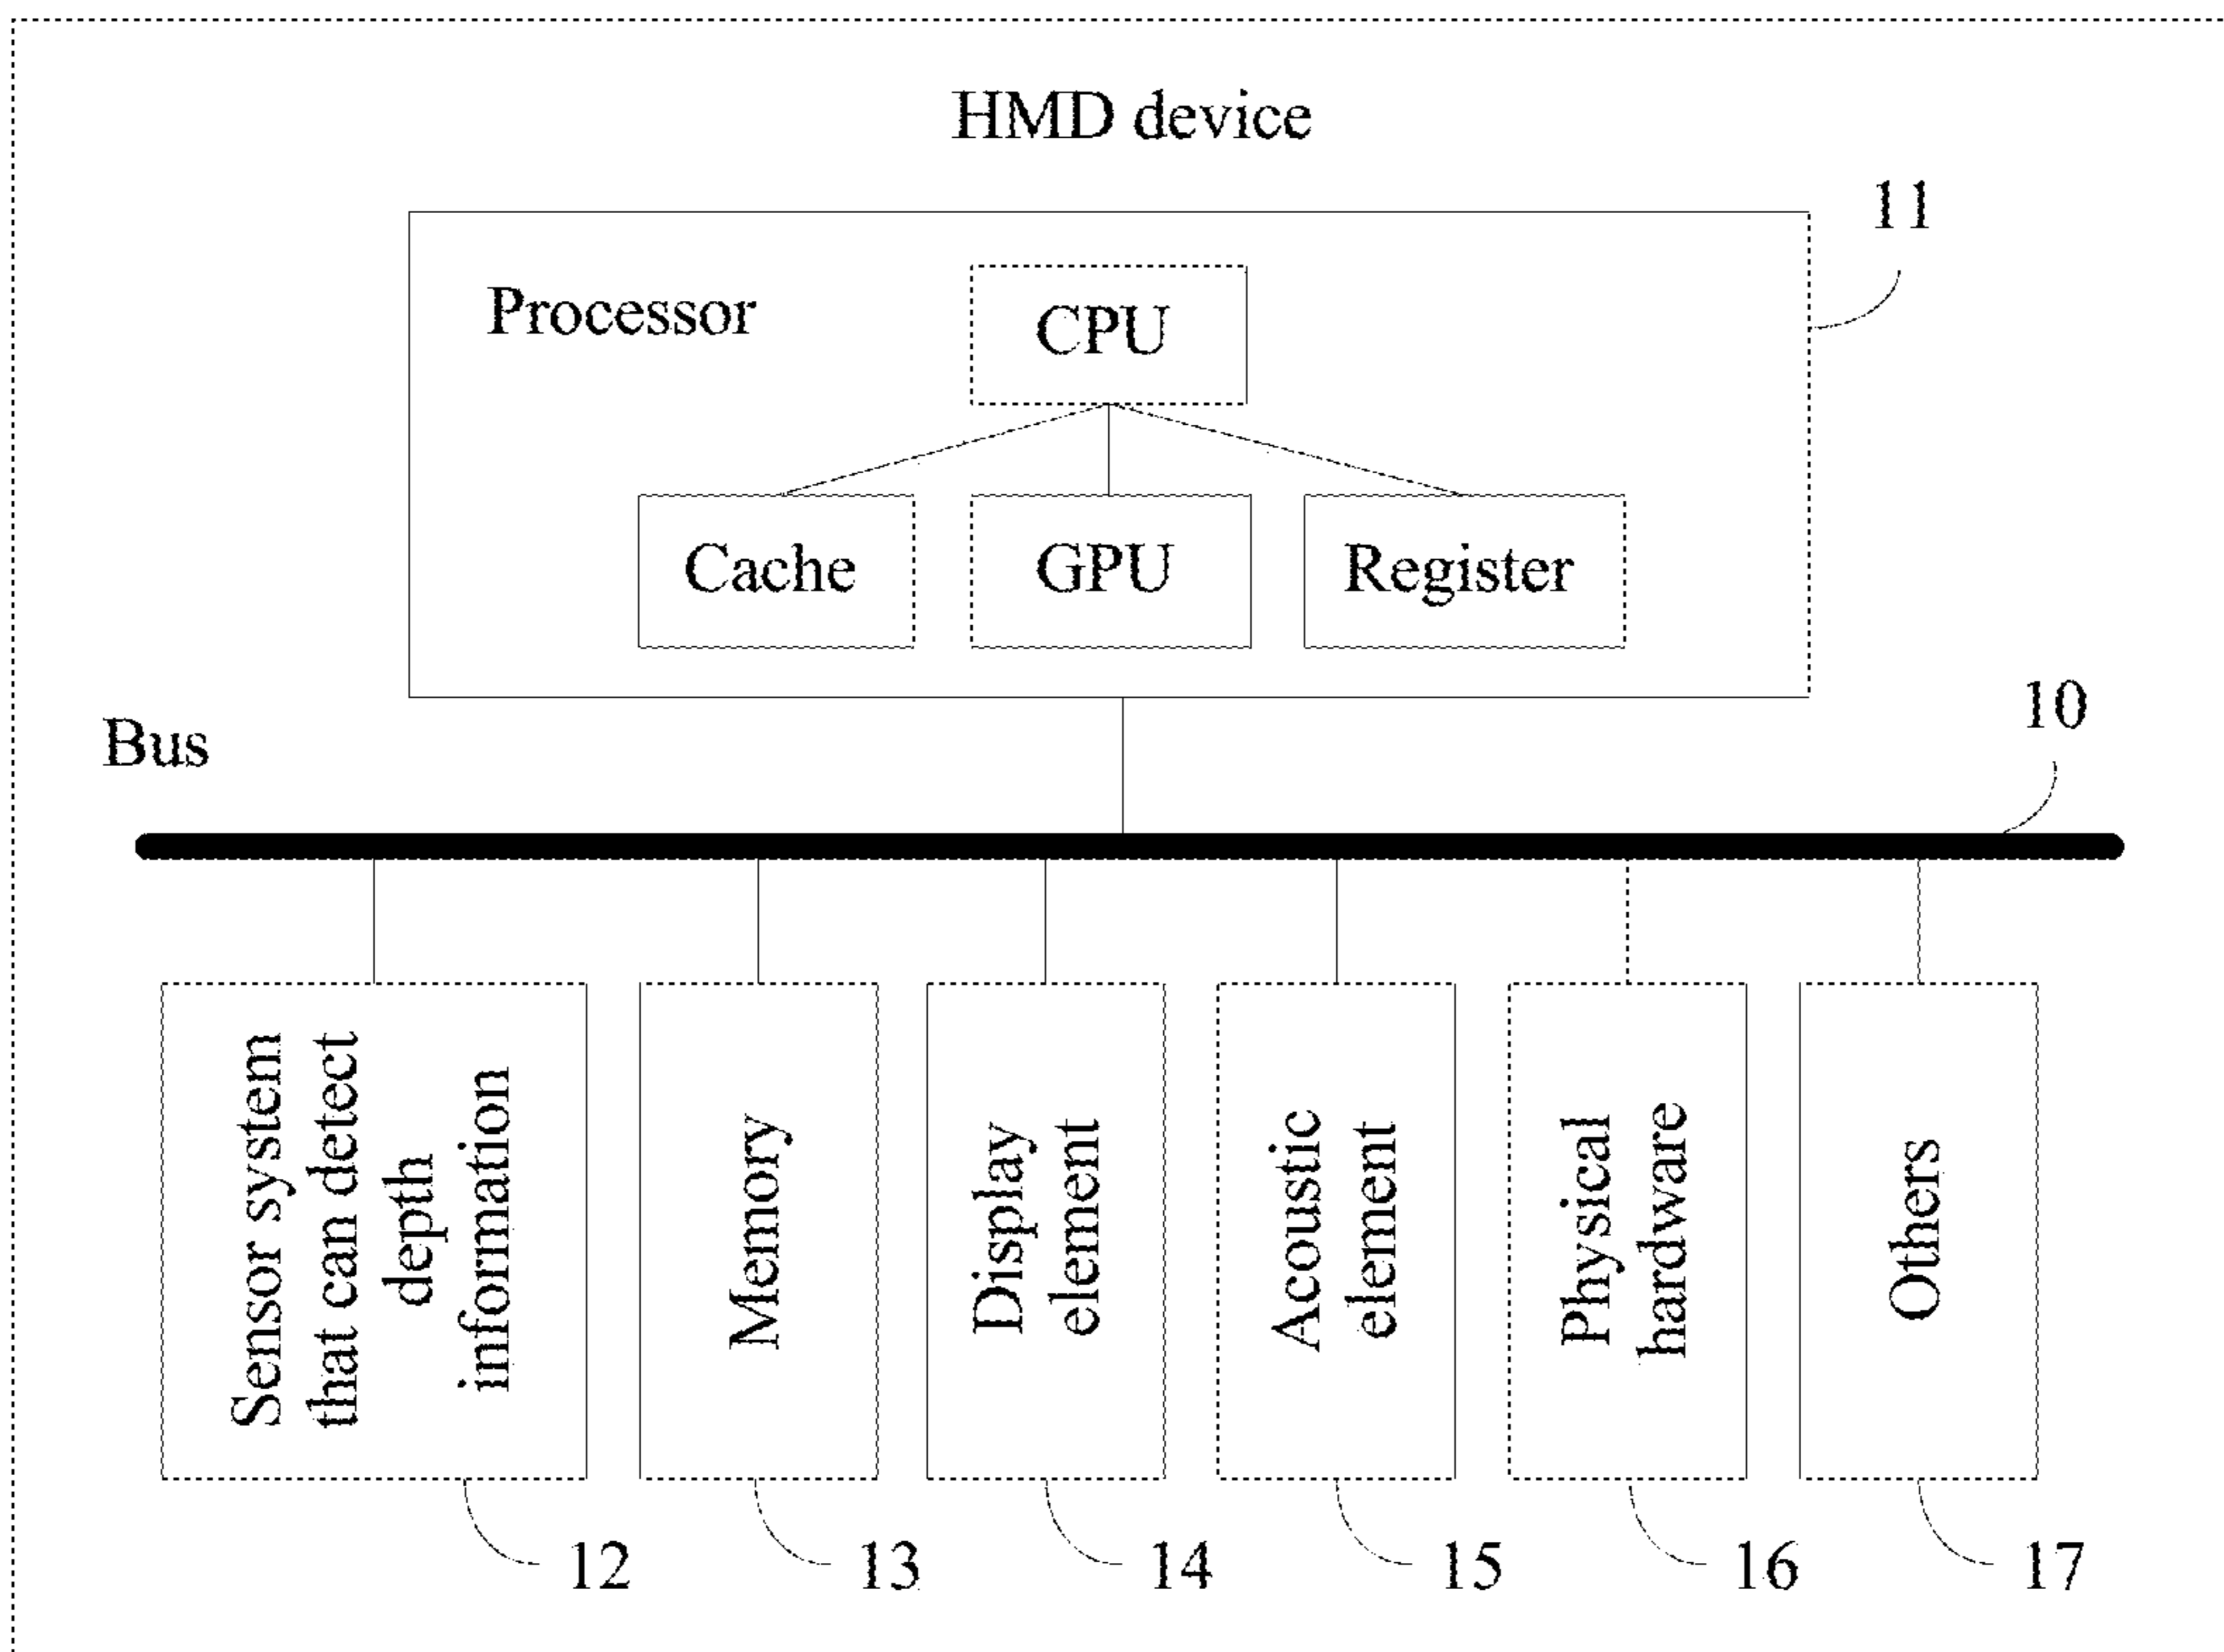 HMD device
11
Processor
CPU
Cache
GPU
Register
Bus
10
Sensor system
that can detect
depth
information
Memory
Display
element
Acoustic
element
Physical
hardware
Others
12
13
14
15
16
17